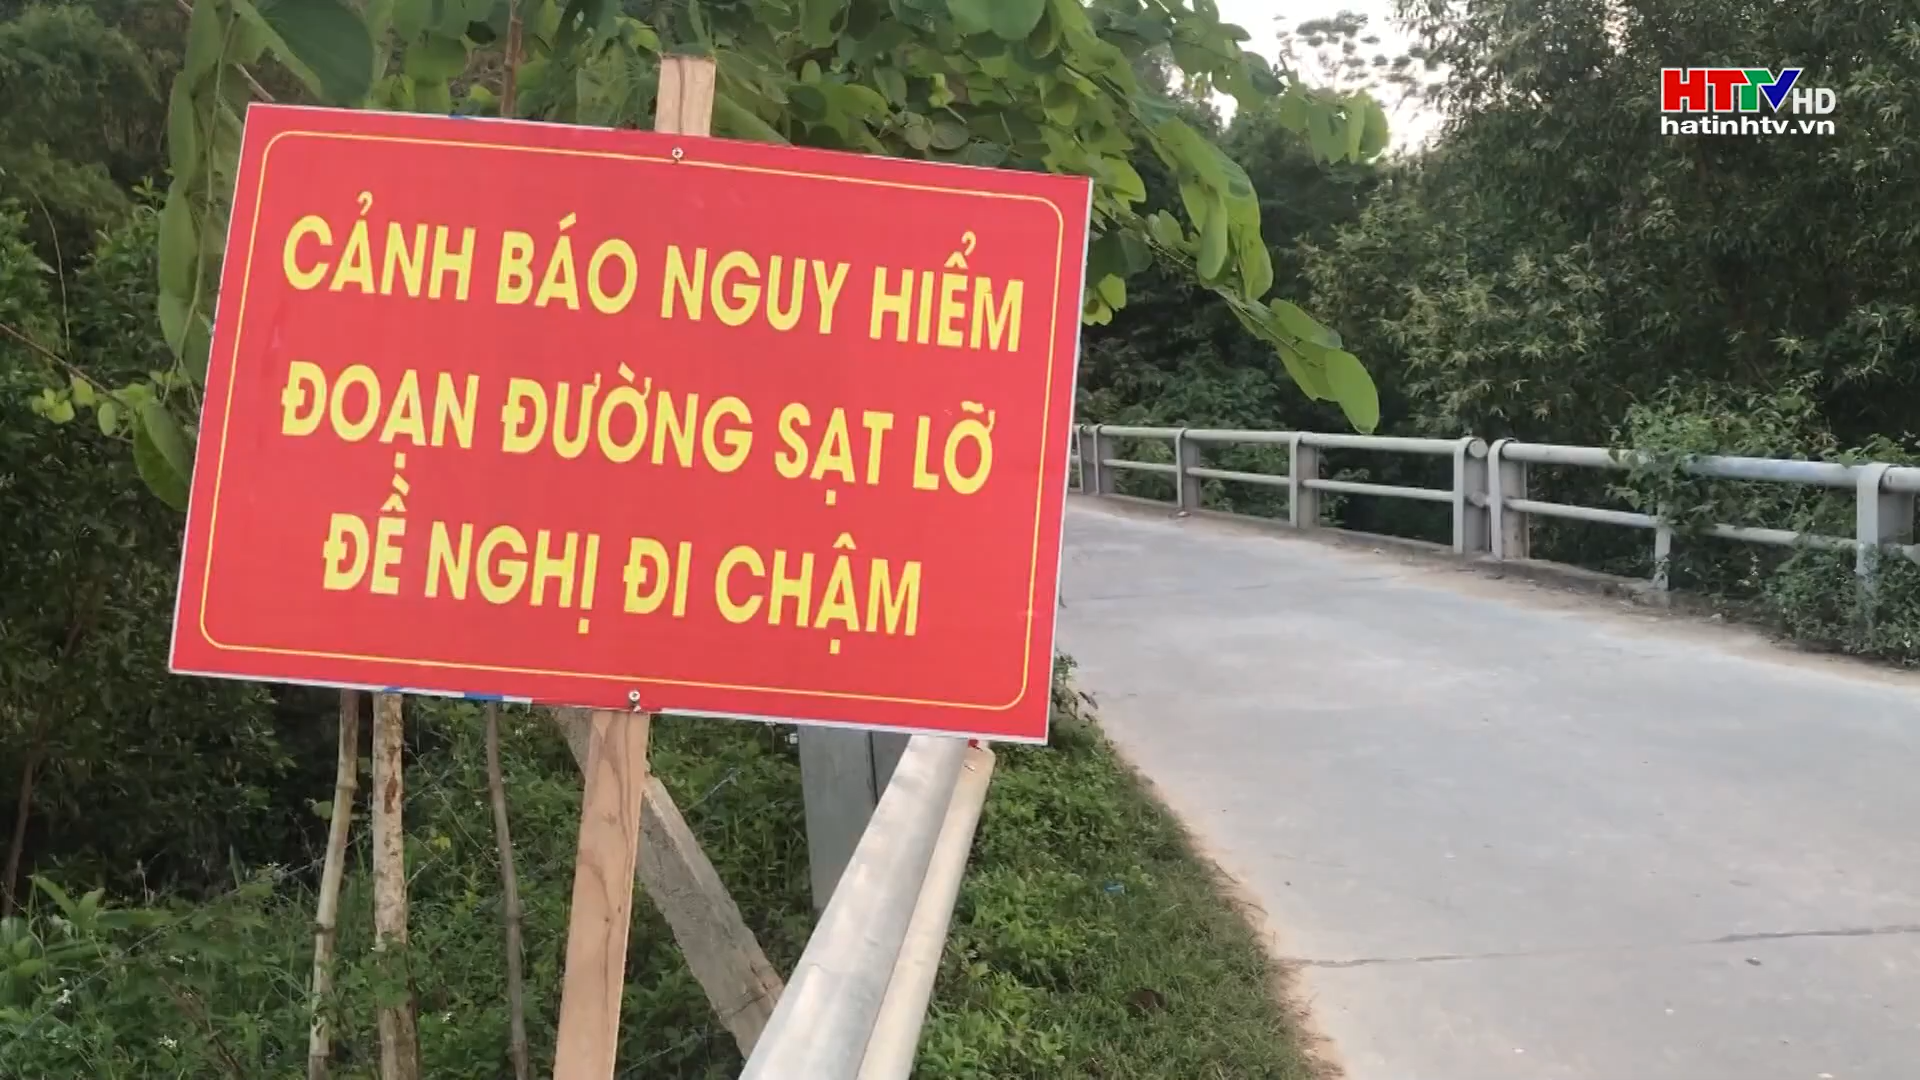 HTTV HD
hatinhtv.vn
CẢNH BÁO NGUY HIỂM
ĐOẠN ĐƯỜNG SẠT LỠ
ĐỀ NGHỊ ĐI CHẬM